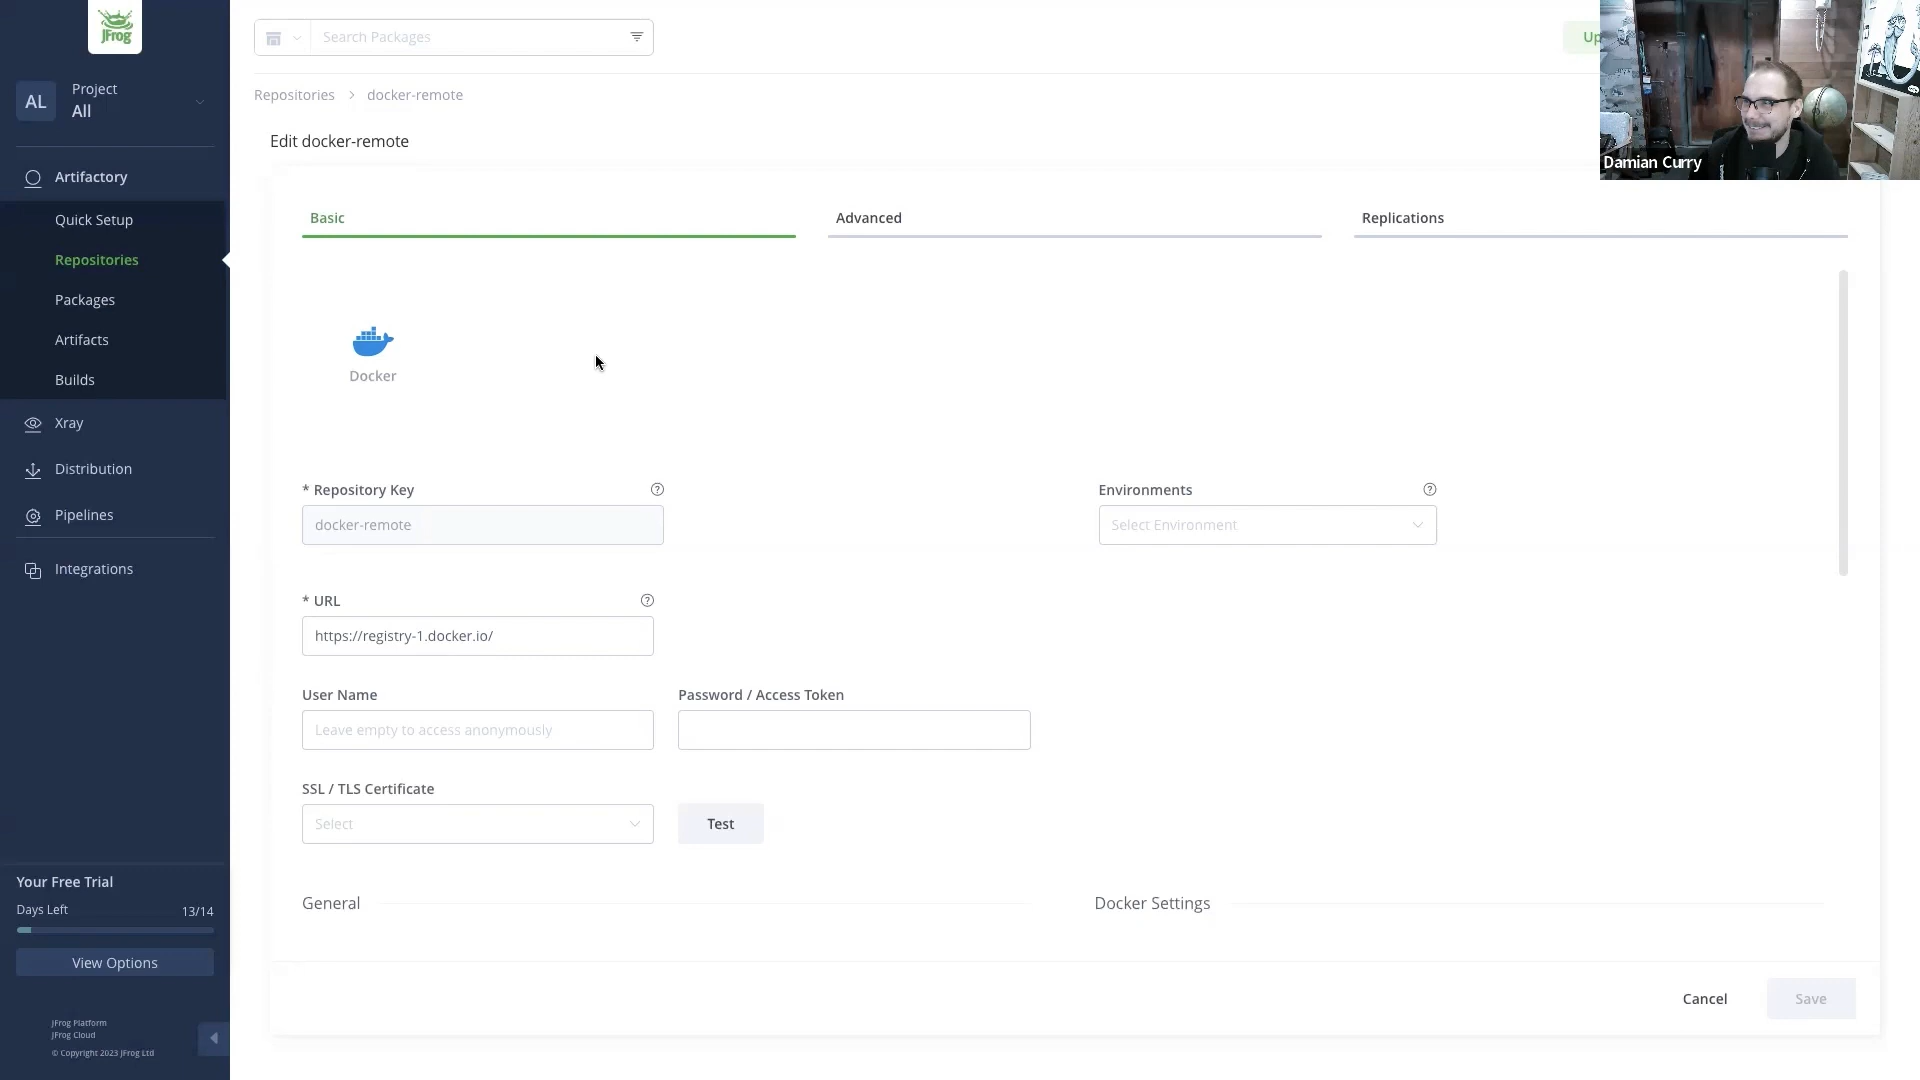 JFrog
AL
Project
All
Artifactory
Quick Setup
Repositories
Packages
Artifacts
Builds
Xray
Distribution
Pipelines
Integrations
Your Free Trial
Days Left
13/14
View Options
JFrog Platform
JFrog Cloud
© Copyright 2023 JFrog Ltd
Search Packages
Up
Damian Curry
Repositories > docker-remote
Edit docker-remote
Basic
Advanced
Replications
Docker
* Repository Key
Environments
docker-remote
Select Environment
* URL
https://registry-1.docker.io/
User Name
Password / Access Token
Leave empty to access anonymously
SSL / TLS Certificate
Select
Test
General
Docker Settings
Cancel
Save